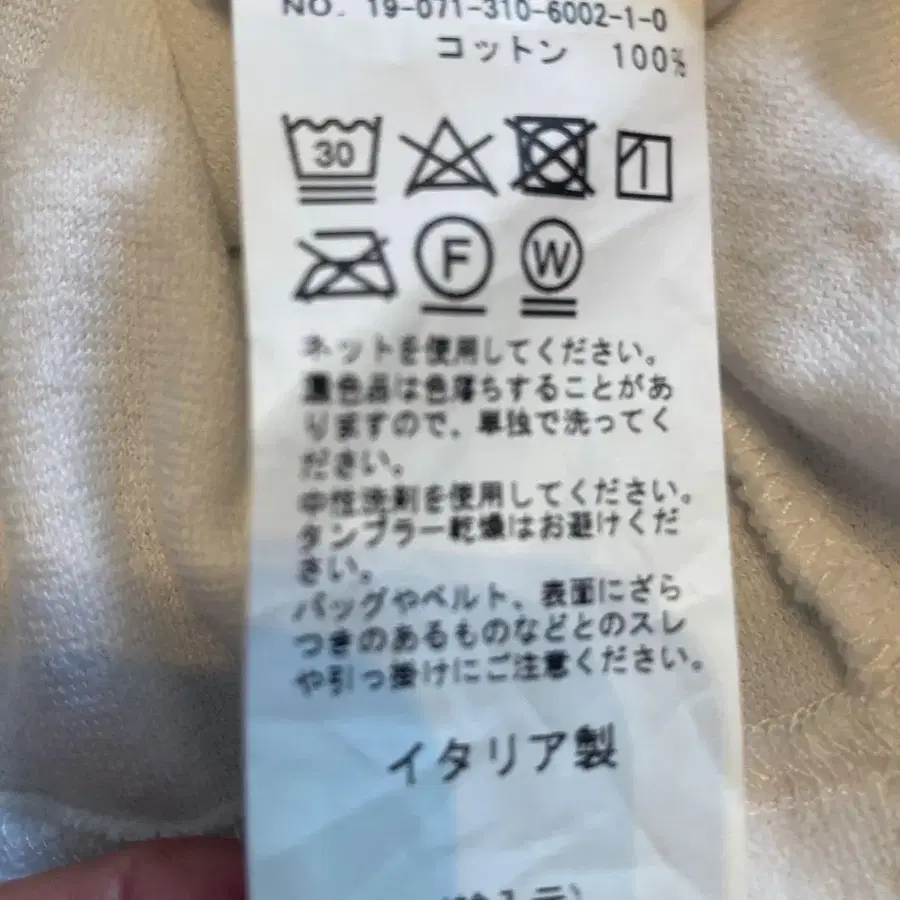 NO. 19-071-310-6002-1-0
コットン 100%
30
F
W
ネットを使用してください。
濃色品は色落ちすることがあ
りますので、単独で洗ってく
ださい。
中性洗剤を使用してください。
タンブラー乾燥はお避けくだ
さい。
バッグやベルト、表面にざら
つきのあるものなどとのスレ
や引っ掛けにご注意ください。
イタリア製